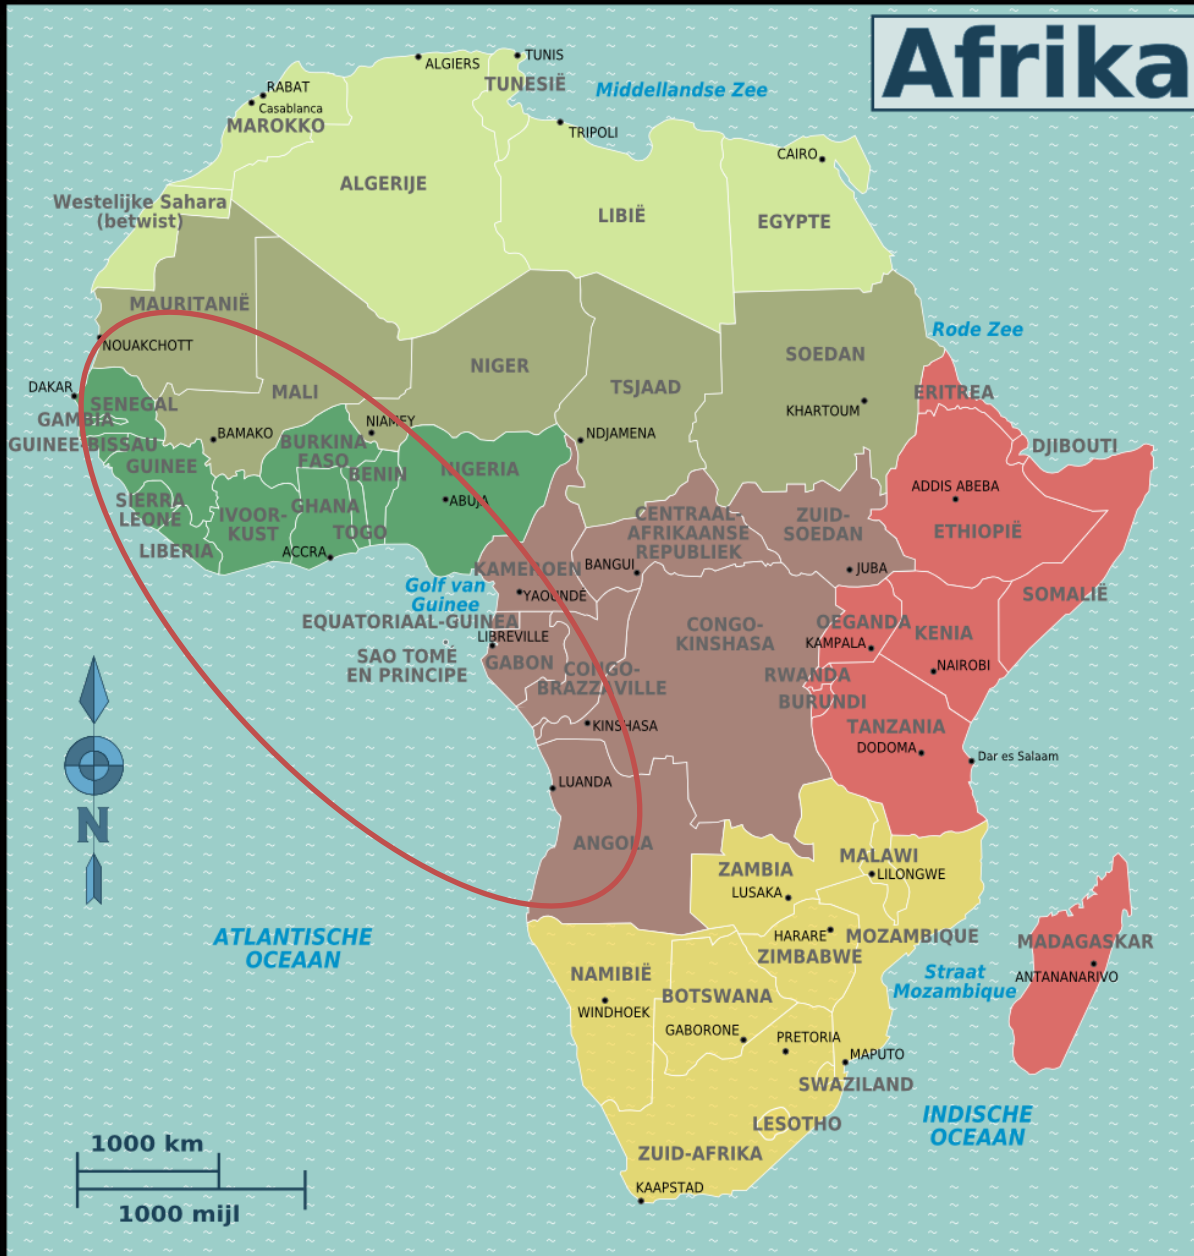 Afrika
TUNIS
ALGIERS
TUNESIË
Middellandse Zee
RABAT
Casablanca
MAROKKO
TRIPOLI
CAIRO
ALGERIJE
Westelijke Sahara
(betwist)
LIBIË
EGYPTE
MAURITANIË
NOUAKCHOTT
Rode Zee
SOEDAN
NIGER
TSJAAD
MALI
DAKAR
SENEGAL
ERITREA
KHARTOUM
GAMBIA
NIAMEY
BAMAKO
NDJAMENA
GUINEE-BISSAU
BURKINA
FASO
DJIBOUTI
GUINEE
BENIN
NIGERIA
ADDIS ABEBA
ABUJA
SIERRA
LEONE
GHANA
IVOOR-
KUST
TOGO
CENTRAAL-
AFRIKAANSE
REPUBLIEK
ZUID-
SOEDAN
ETHIOPIË
LIBERIA
ACCRA
KAMEROEN
BANGUI
JUBA
Golf van
Guinee
YAOUNDÉ
SOMALIË
EQUATORIAAL-GUINEA
LIBREVILLE
CONGO-
KINSHASA
OEGANDA
KENIA
KAMPALA
SAO TOMÉ
EN PRINCIPE
GABON
CONGO-
BRAZZAVILLE
NAIROBI
RWANDA
BURUNDI
KINSHASA
TANZANIA
DODOMA
Dar es Salaam
LUANDA
N
ANGOLA
ZAMBIA
MALAWI
LILONGWE
LUSAKA
ATLANTISCHE
OCEAAN
HARARE
MOZAMBIQUE
ZIMBABWE
MADAGASKAR
ANTANANARIVO
NAMIBIË
Straat
Mozambique
WINDHOEK
BOTSWANA
GABORONE
PRETORIA
MAPUTO
SWAZILAND
LESOTHO
INDISCHE
OCEAAN
1000 km
1000 mijl
ZUID-AFRIKA
KAAPSTAD